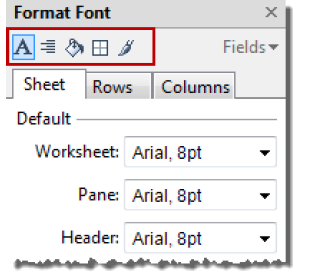 Format Font
A
Fields
Sheet Rows Columns
Default
Worksheet: Arial, 8pt
Pane: Arial, 8pt
Header: Arial, 8pt